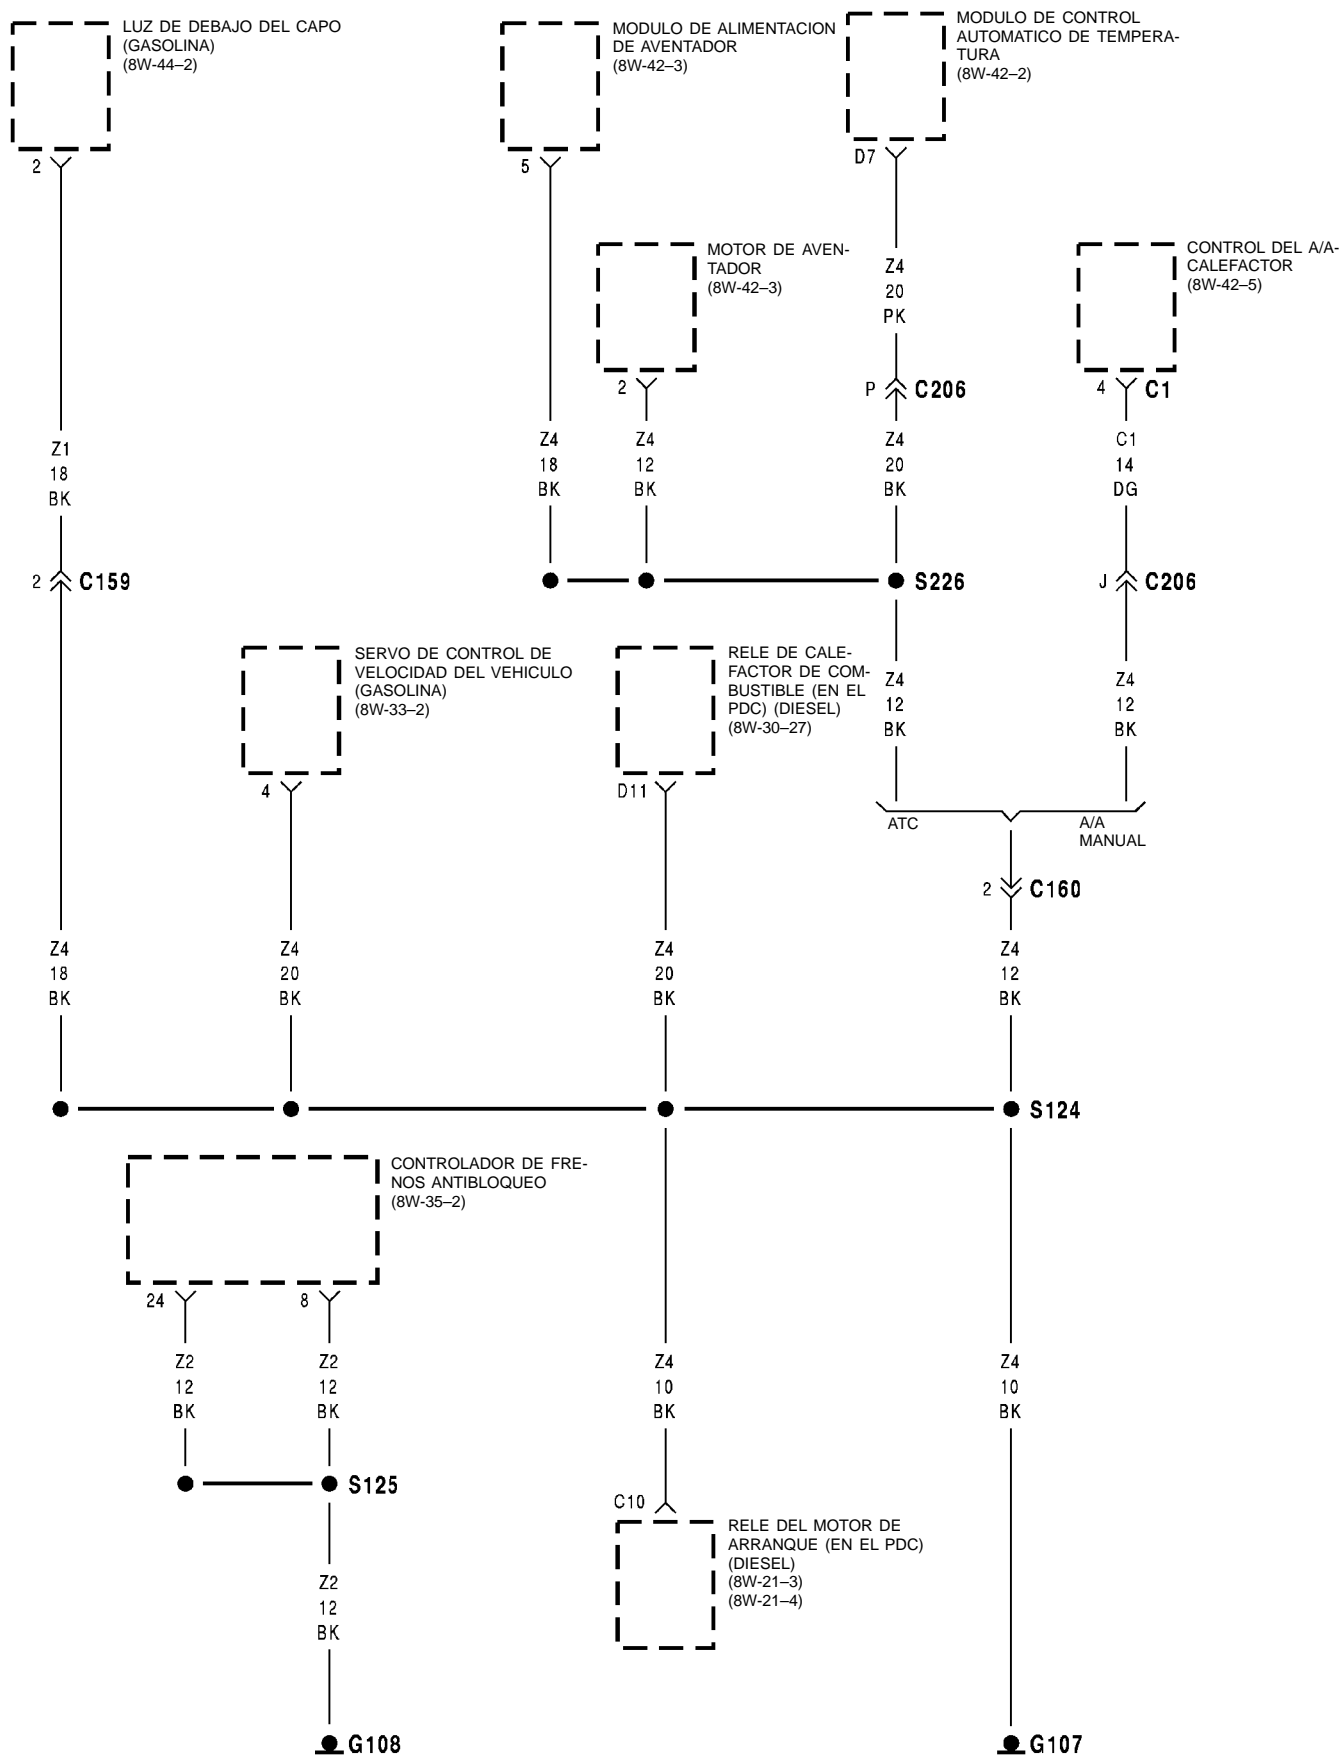 LUZ DE DEBAJO DEL CAPO
(GASOLINA)
(8W-44–2)
2
Z1
18
BK
2 C159
Z4
18
BK
MODULO DE ALIMENTACION
DE AVENTADOR
(8W-42–3)
5
Z4
18
BK
MOTOR DE AVEN-
TADOR
(8W-42–3)
2
Z4
12
BK
MODULO DE CONTROL
AUTOMATICO DE TEMPERA-
TURA
(8W-42–2)
D7
Z4
20
PK
P C206
Z4
20
BK
S226
Z4
12
BK
CONTROL DEL A/A-
CALEFACTOR
(8W-42–5)
4 C1
C1
14
DG
J C206
Z4
12
BK
ATC
A/A
MANUAL
2 C160
Z4
12
BK
SERVO DE CONTROL DE
VELOCIDAD DEL VEHICULO
(GASOLINA)
(8W-33–2)
4
Z4
20
BK
RELE DE CALE-
FACTOR DE COM-
BUSTIBLE (EN EL
PDC) (DIESEL)
(8W-30–27)
D11
Z4
20
BK
S124
CONTROLADOR DE FRE-
NOS ANTIBLOQUEO
(8W-35–2)
24
8
Z2
12
BK
Z2
12
BK
S125
Z2
12
BK
G108
Z4
10
BK
C10
RELE DEL MOTOR DE
ARRANQUE (EN EL PDC)
(DIESEL)
(8W-21–3)
(8W-21–4)
Z4
10
BK
G107